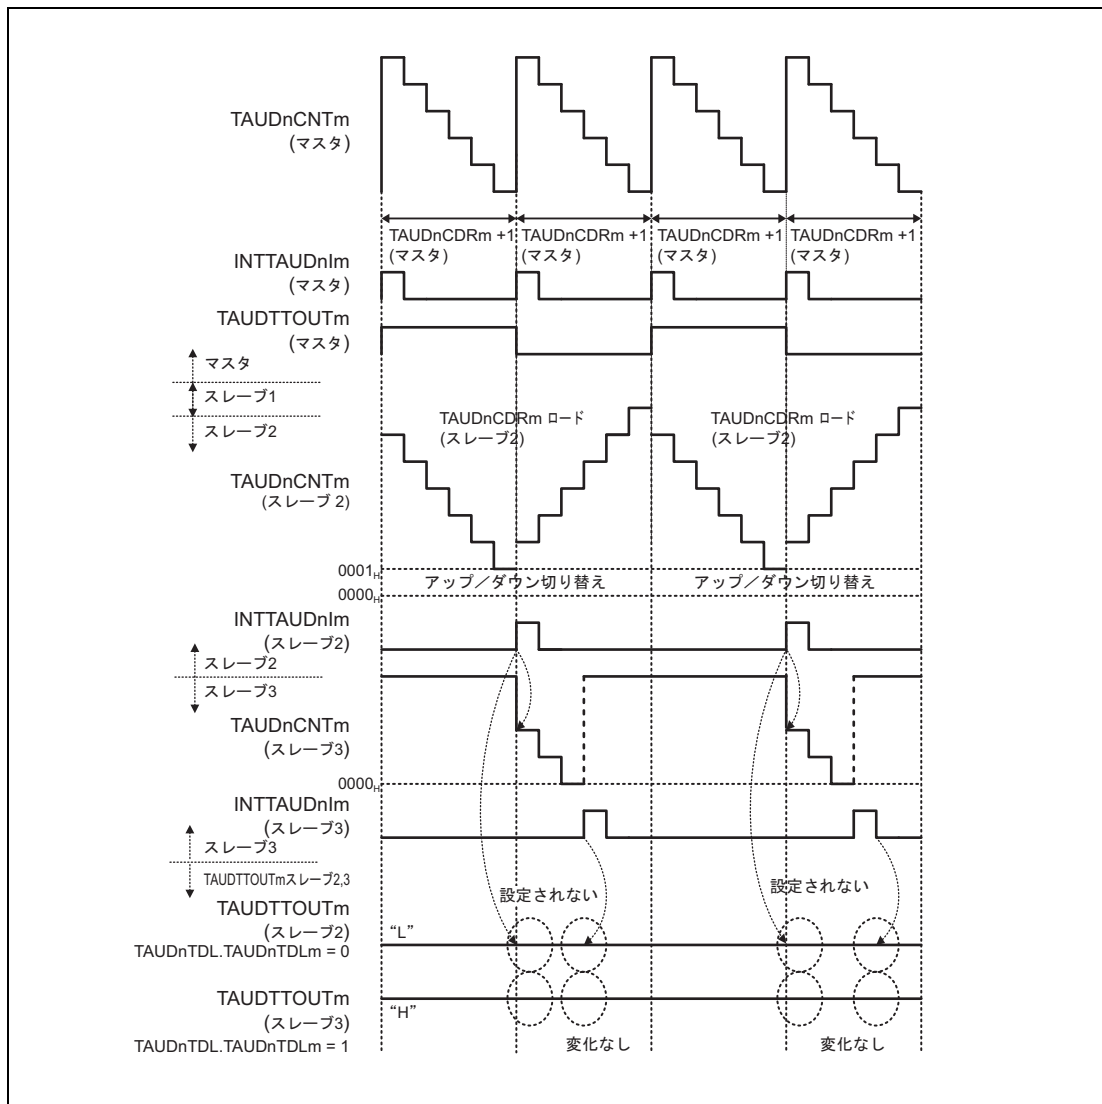 TAUDnCNTm
(マスタ)
TAUDnCDRm +1
(マスタ)
TAUDnCDRm +1
(マスタ)
TAUDnCDRm +1
(マスタ)
TAUDnCDRm +1
(マスタ)
INTTAUDnIm
(マスタ)
TAUDTTOUTm
(マスタ)
マスタ
スレーブ1
スレーブ2
TAUDnCDRm ロード
(スレーブ2)
TAUDnCDRm ロード
(スレーブ2)
TAUDnCNTm
(スレーブ 2)
0001H
アップ/ダウン切り替え
アップ/ダウン切り替え
0000H
INTTAUDnIm
(スレーブ2)
スレーブ2
スレーブ3
TAUDnCNTm
(スレーブ3)
0000H
INTTAUDnIm
(スレーブ3)
スレーブ3
TAUDTTOUTmスレーブ2,3
設定されない
設定されない
TAUDTTOUTm
(スレーブ2)
“L”
TAUDnTDL.TAUDnTDLm = 0
TAUDTTOUTm
(スレーブ3)
“H”
TAUDnTDL.TAUDnTDLm = 1
変化なし
変化なし